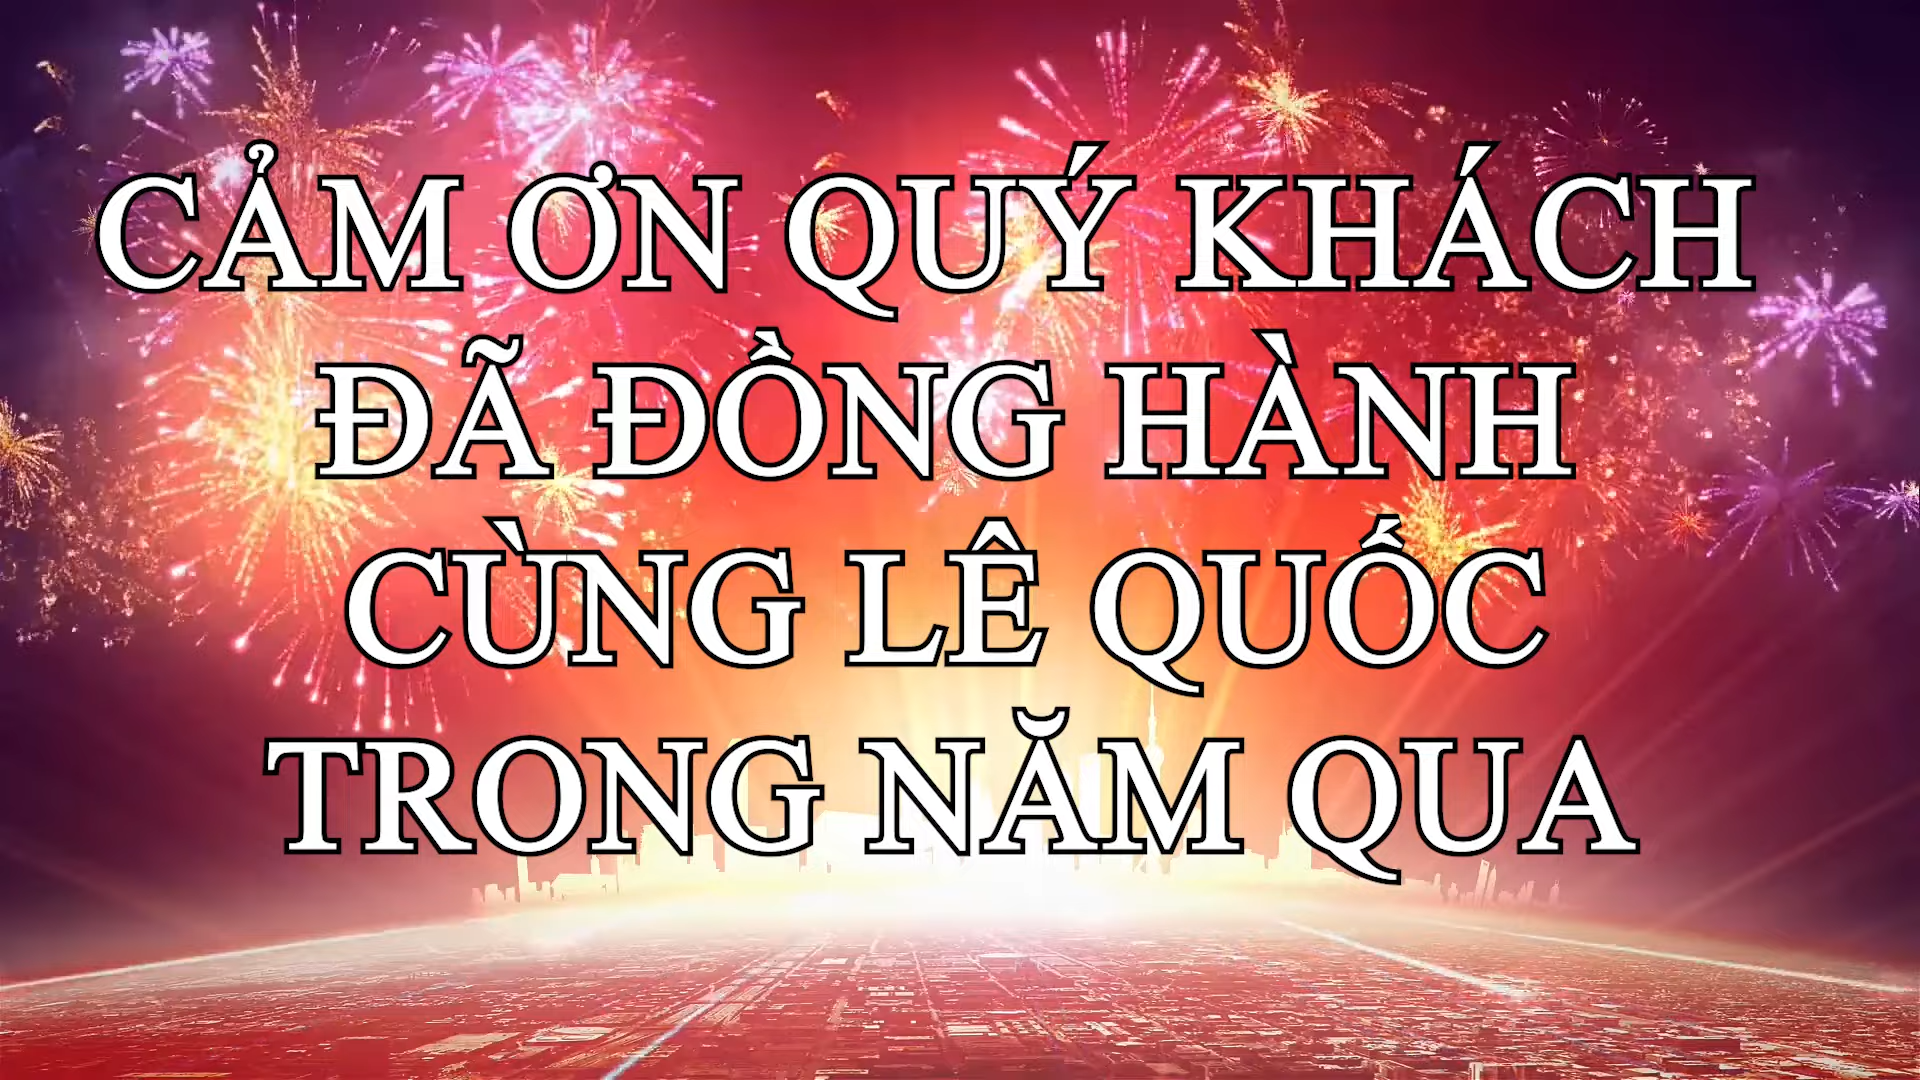 CẢM ƠN QUÝ KHÁCH
ĐÃ ĐỒNG HÀNH
CÙNG LÊ QUỐC
TRONG NĂM QUA